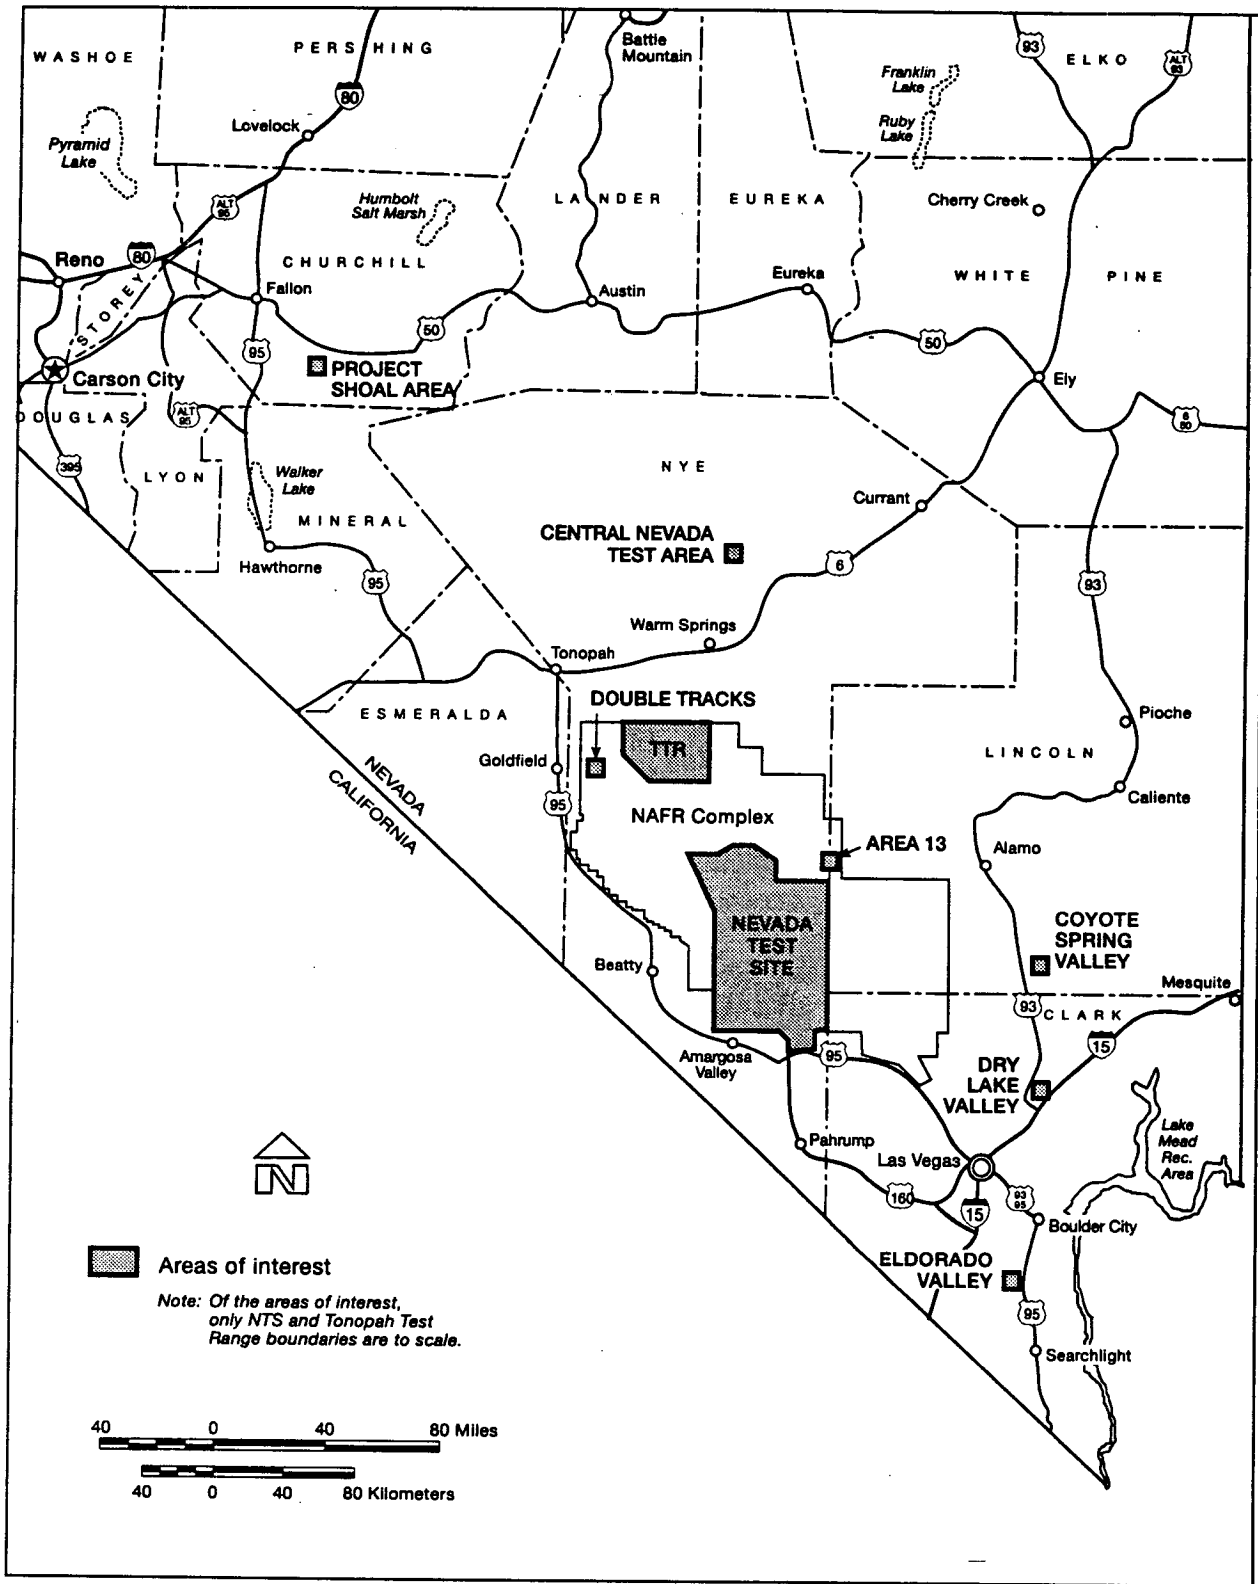 WASHOE
PERSHING
Battle
Mountain
93
ELKO
ALT
93
Franklin
Lake
80
Ruby
Lake
Lovelock
Pyramid
Lake
ALT
95
Humbolt
Salt Marsh
LANDER
EUREKA
Cherry Creek
Reno
80
CHURCHILL
WHITE PINE
STOREY
Fallon
Austin
Eureka
50
50
95
PROJECT
SHOAL AREA
Carson City
Ely
DOUGLAS
ALT
95
6
80
395
LYON
Walker
Lake
NYE
Currant
MINERAL
CENTRAL NEVADA
TEST AREA
Hawthorne
95
6
93
Warm Springs
Tonopah
DOUBLE TRACKS
ESMERALDA
Pioche
TTR
LINCOLN
Goldfield
NEVADA
CALIFORNIA
95
NAFR Complex
Caliente
AREA 13
Alamo
NEVADA
TEST
SITE
COYOTE
SPRING
VALLEY
Beatty
Mesquite
93
CLARK
15
Amargosa
Valley
95
DRY
LAKE
VALLEY
Lake
Mead
Rec.
Area
Pahrump
Las Vegas
N
160
15
93
95
Boulder City
Areas of interest
ELDORADO
VALLEY
Note: Of the areas of interest,
only NTS and Tonopah Test
Range boundaries are to scale.
95
Searchlight
40 0 40 80 Miles
40 0 40 80 Kilometers